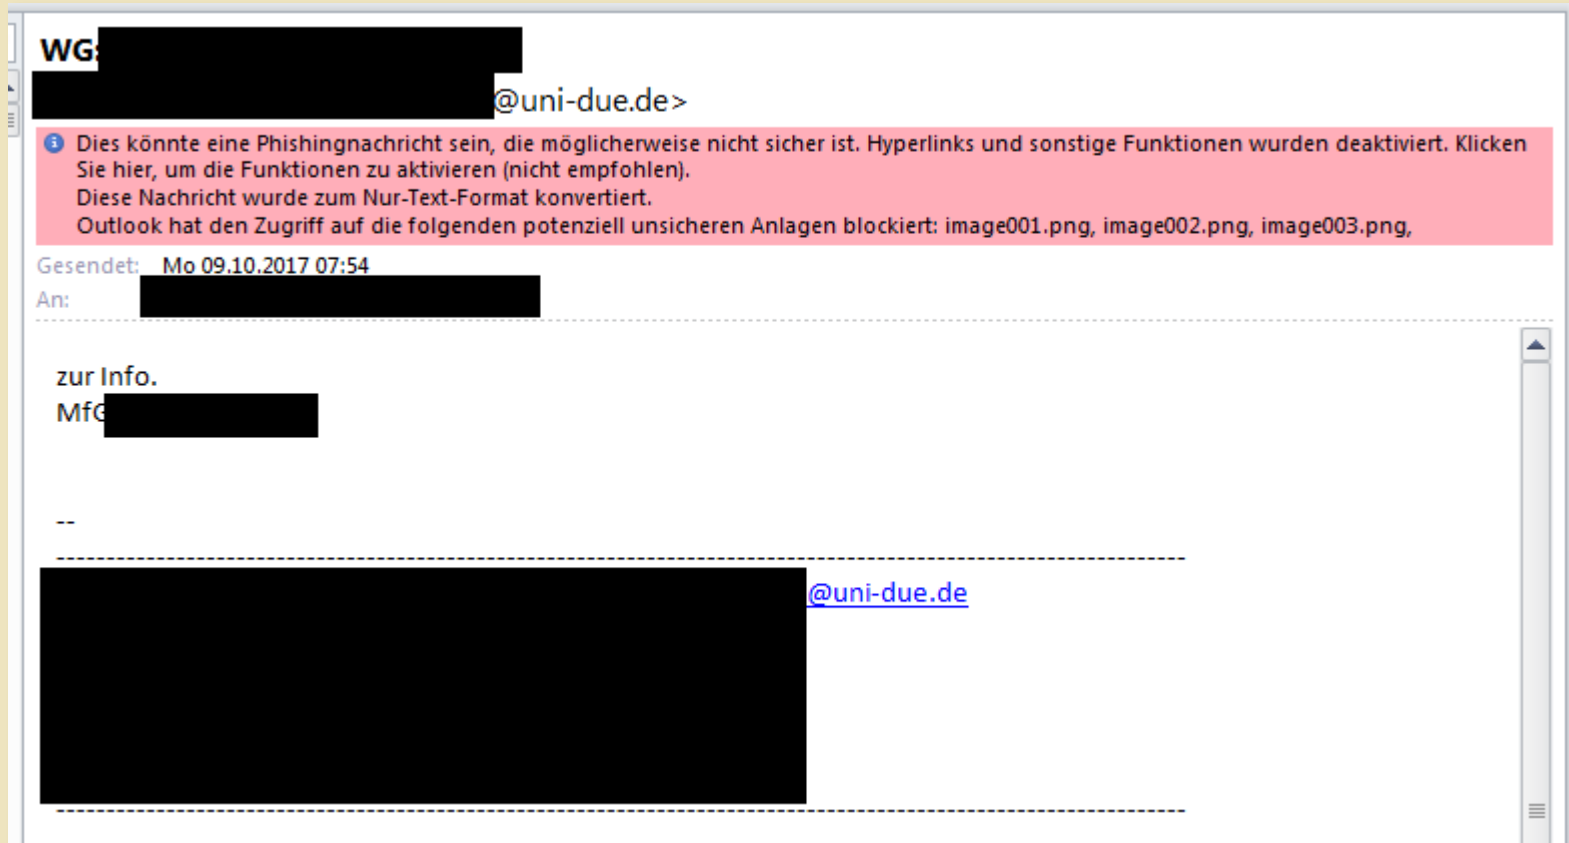 WG:
@uni-due.de>
Dies könnte eine Phishingnachricht sein, die möglicherweise nicht sicher ist. Hyperlinks und sonstige Funktionen wurden deaktiviert. Klicken
Sie hier, um die Funktionen zu aktivieren (nicht empfohlen).
Diese Nachricht wurde zum Nur-Text-Format konvertiert.
Outlook hat den Zugriff auf die folgenden potenziell unsicheren Anlagen blockiert: image001.png, image002.png, image003.png,
Gesendet: Mo 09.10.2017 07:54
An:
zur Info.
MfG
--
-----------------------------------------------------------------------------------------------------------------
@uni-due.de
-----------------------------------------------------------------------------------------------------------------